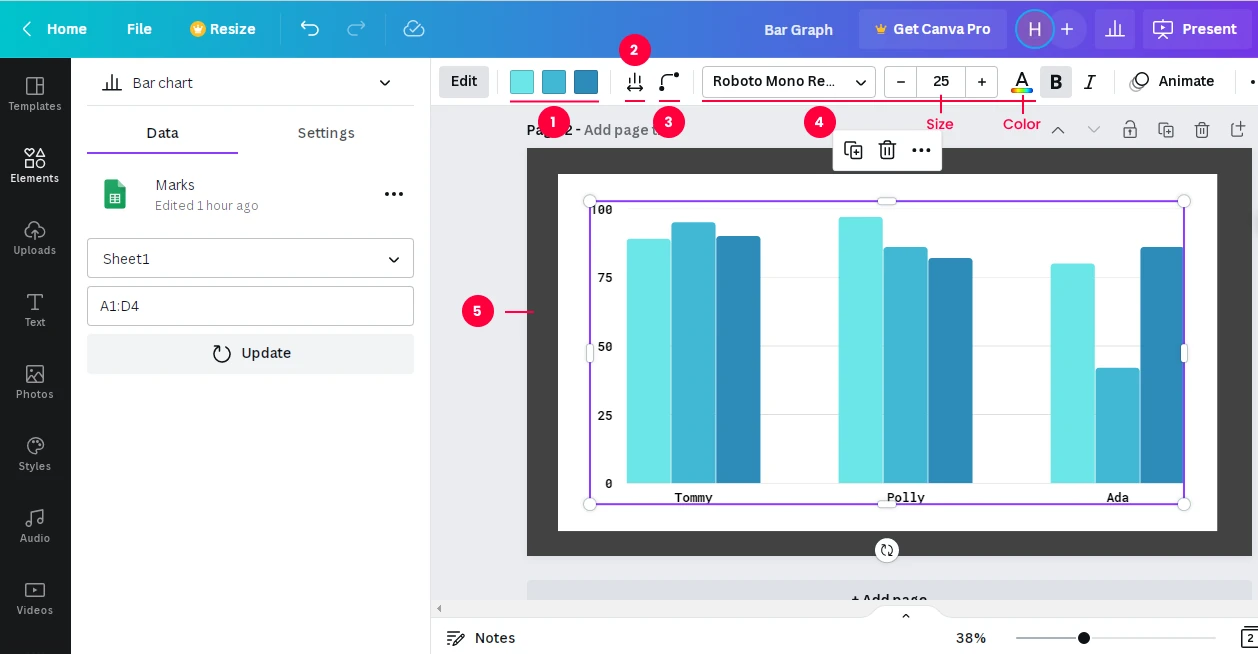 Home File Resize Bar Graph Get Canva Pro H + Present
2
Templates
Elements
Uploads
Text
Photos
Styles
Audio
Videos
Bar chart
Data Settings
Marks
Edited 1 hour ago
Sheet1
A1:D4
Update
Edit Roboto Mono Re... – 25 + A B I Animate
1 3 4 Size Color
2 - Add page
5
100
75
50
25
0
Tommy Polly Ada
+ Add page
Notes 38% 2